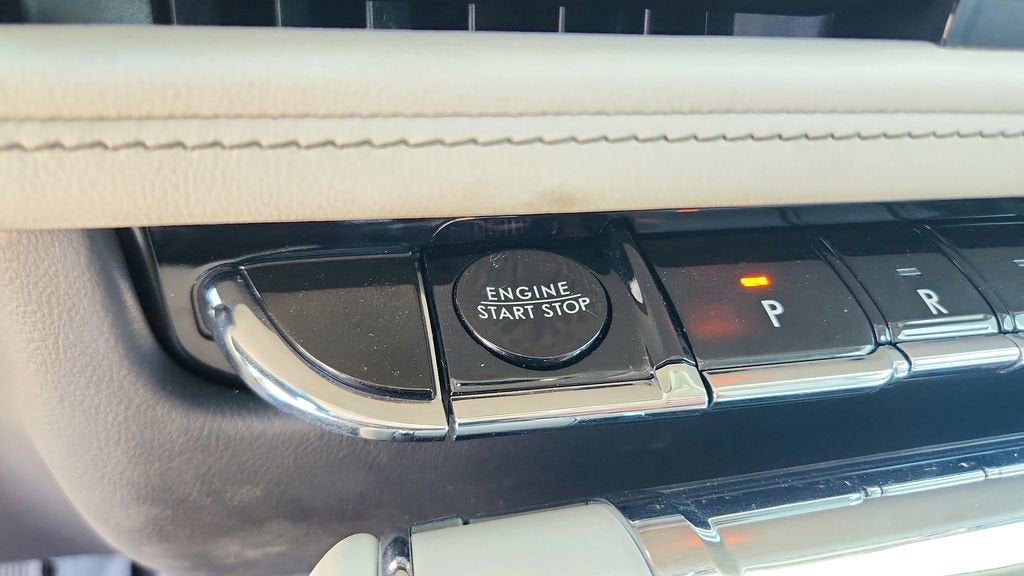 ENGINE
START STOP
P
R